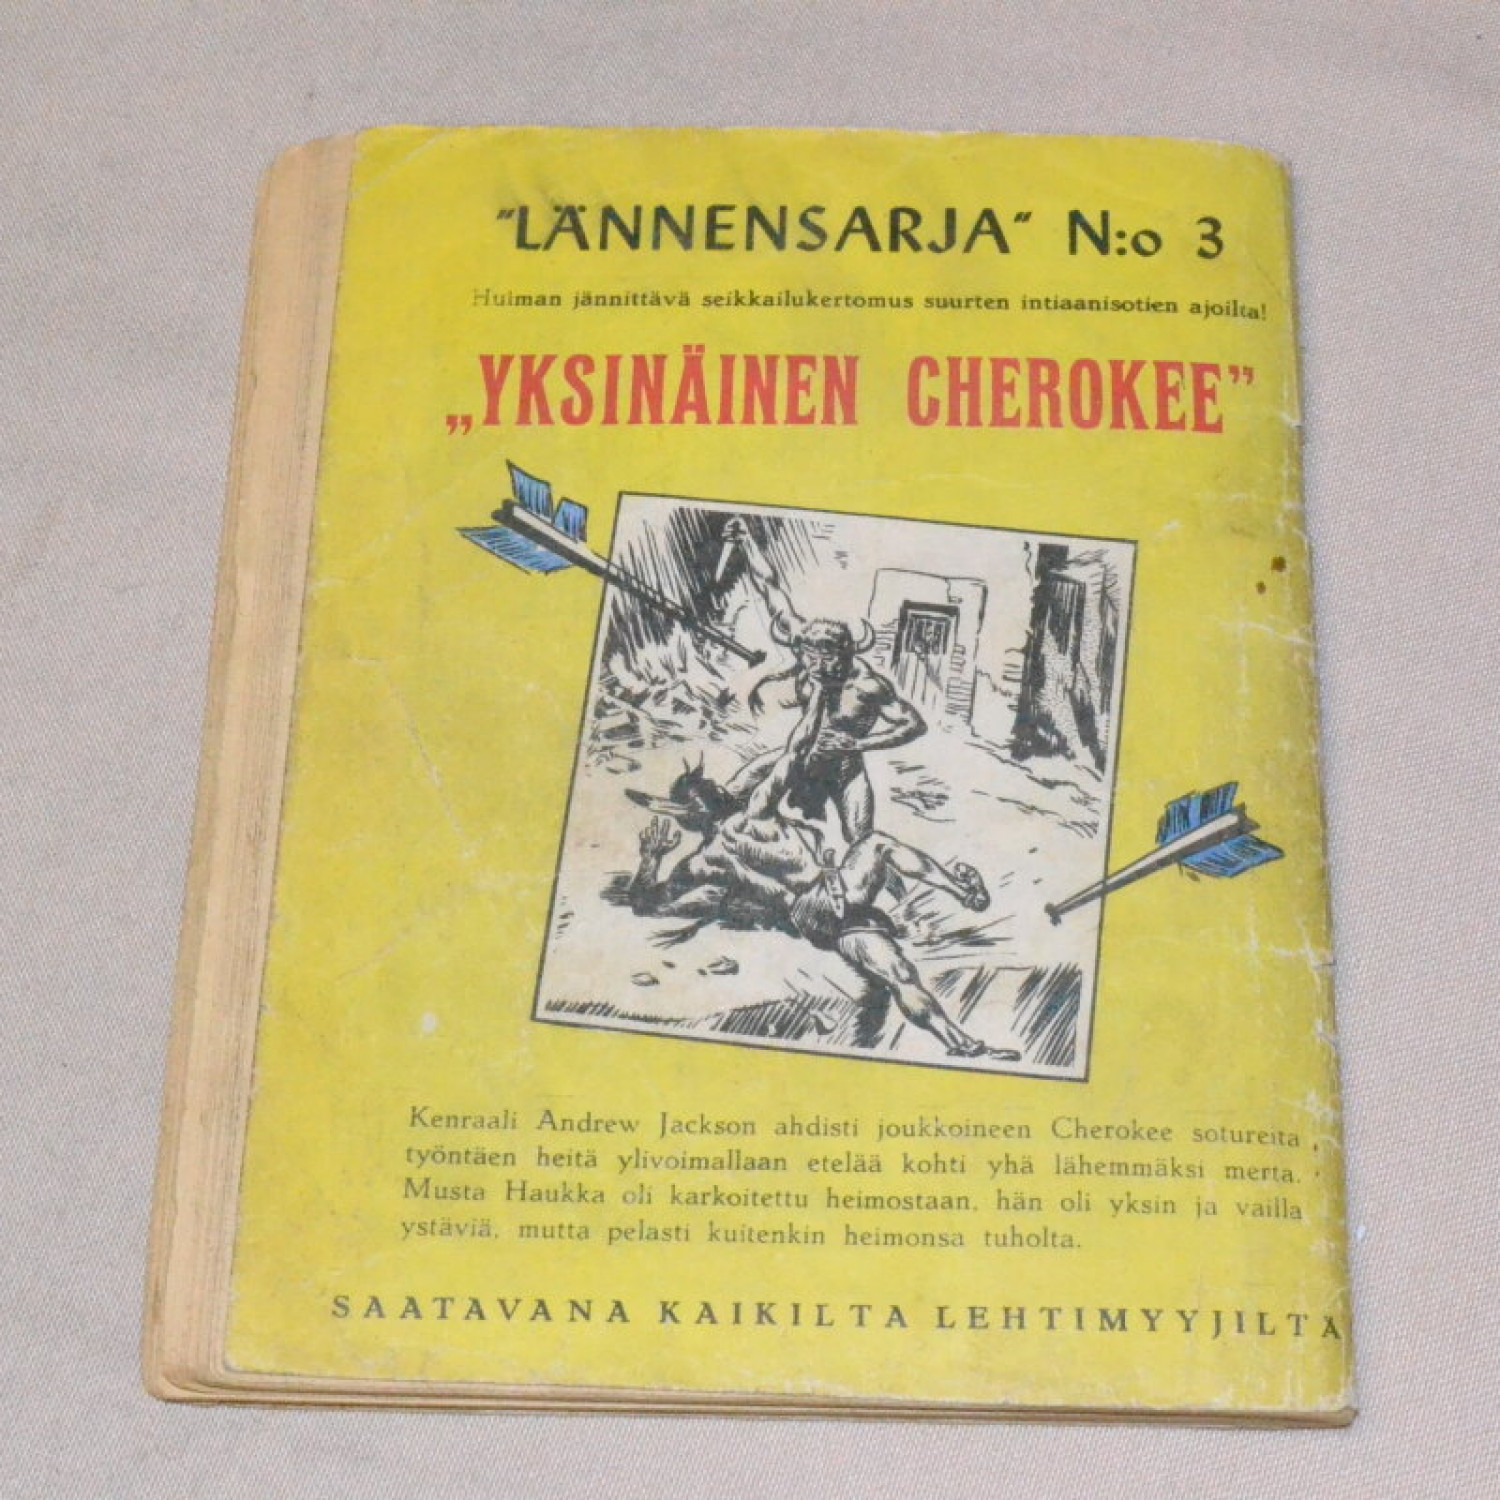 "LÄNNENSARJA" N:o 3
Huiman jännittävä seikkailukertomus suurten intiaanisotien ajoilta!
„YKSINÄINEN CHEROKEE”
Kenraali Andrew Jackson ahdisti joukkoineen Cherokee sotureita,
työntäen heitä ylivoimallaan etelää kohti yhä lähemmäksi merta.
Musta Haukka oli karkoitettu heimostaan, hän oli yksin ja vailla
ystäviä, mutta pelasti kuitenkin heimonsa tuholta.
SAATAVANA KAIKILTA LEHTIMYYJILTA